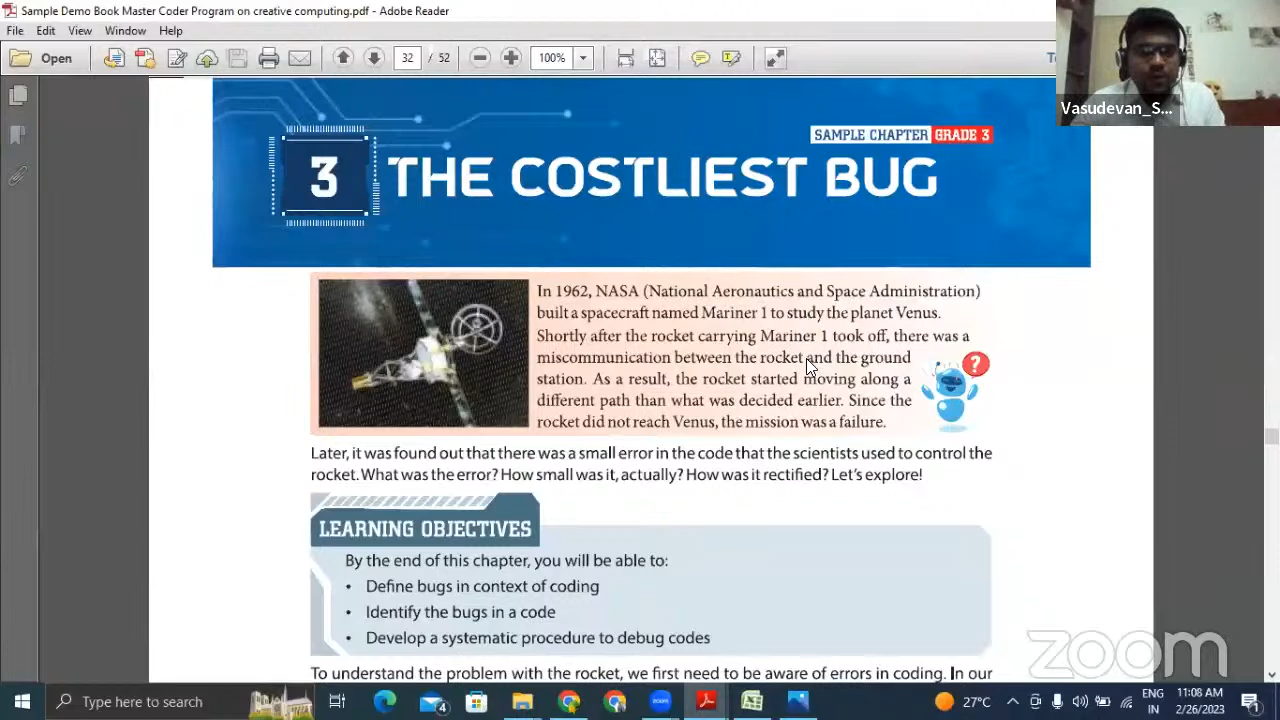 Sample Demo Book Master Coder Program on creative computing.pdf - Adobe Reader
File Edit View Window Help
Open 32 / 52 100%
Vasudevan_S...
SAMPLE CHAPTER GRADE 3
3 THE COSTLIEST BUG
In 1962, NASA (National Aeronautics and Space Administration)
built a spacecraft named Mariner 1 to study the planet Venus.
Shortly after the rocket carrying Mariner 1 took off, there was a
miscommunication between the rocket and the ground
station. As a result, the rocket started moving along a
different path than what was decided earlier. Since the
rocket did not reach Venus, the mission was a failure.
?
Later, it was found out that there was a small error in the code that the scientists used to control the
rocket. What was the error? How small was it, actually? How was it rectified? Let's explore!
LEARNING OBJECTIVES
By the end of this chapter, you will be able to:
• Define bugs in context of coding
• Identify the bugs in a code
• Develop a systematic procedure to debug codes
zoom
To understand the problem with the rocket, we first need to be aware of errors in coding. In our
Type here to search
4
zoom
27°C
ENG
IN
11:08 AM
2/26/2023
1